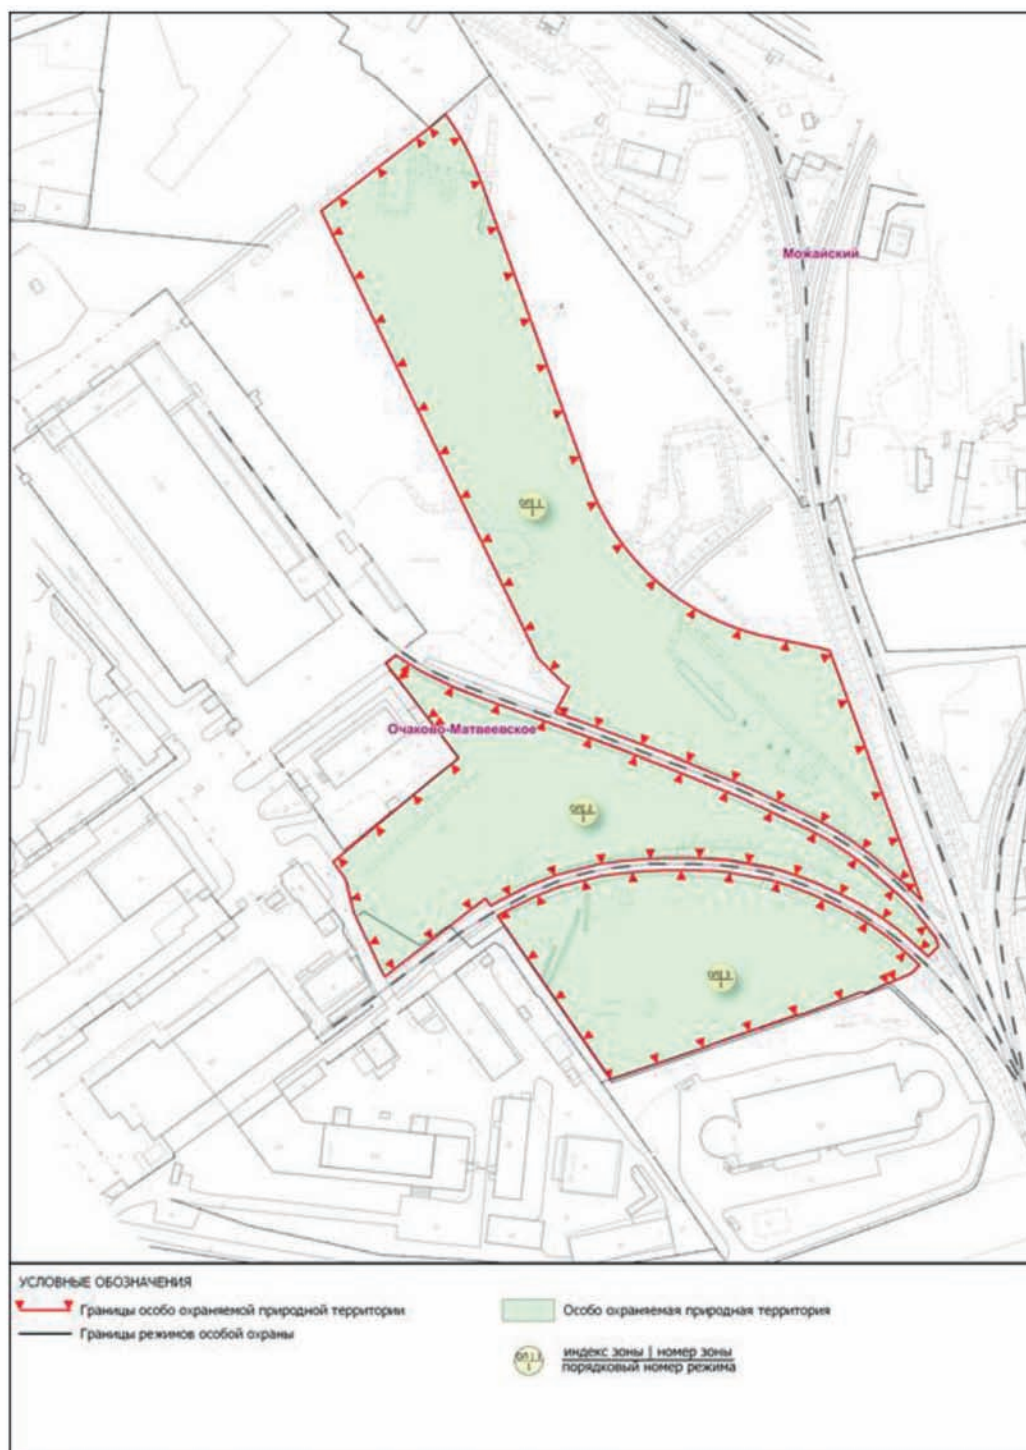 Можайский
Очаково-Матвеевское
УСЛОВНЫЕ ОБОЗНАЧЕНИЯ
Границы особо охраняемой природной территории
Границы режимов особой охраны
Особо охраняемая природная территория
индекс зоны | номер зоны
порядковый номер режима